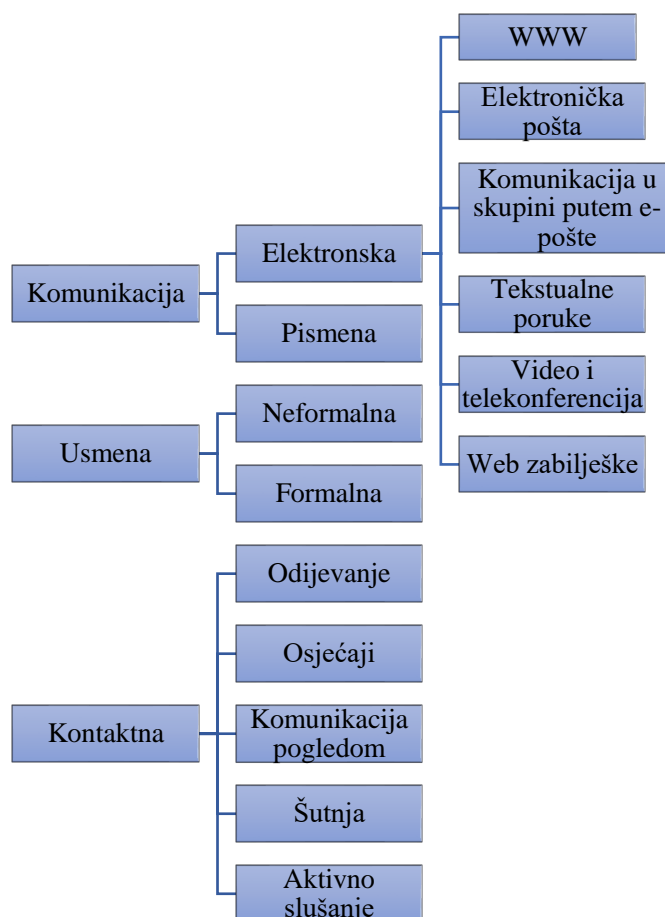 WWW
Elektronička
pošta
Komunikacija u
skupini putem e-
pošte
Elektronska
Komunikacija
Tekstualne
poruke
Pismena
Video i
telekonferencija
Neformalna
Usmena
Web zabilješke
Formalna
Odijevanje
Osjećaji
Kontaktna
Komunikacija
pogledom
Šutnja
Aktivno
slušanje